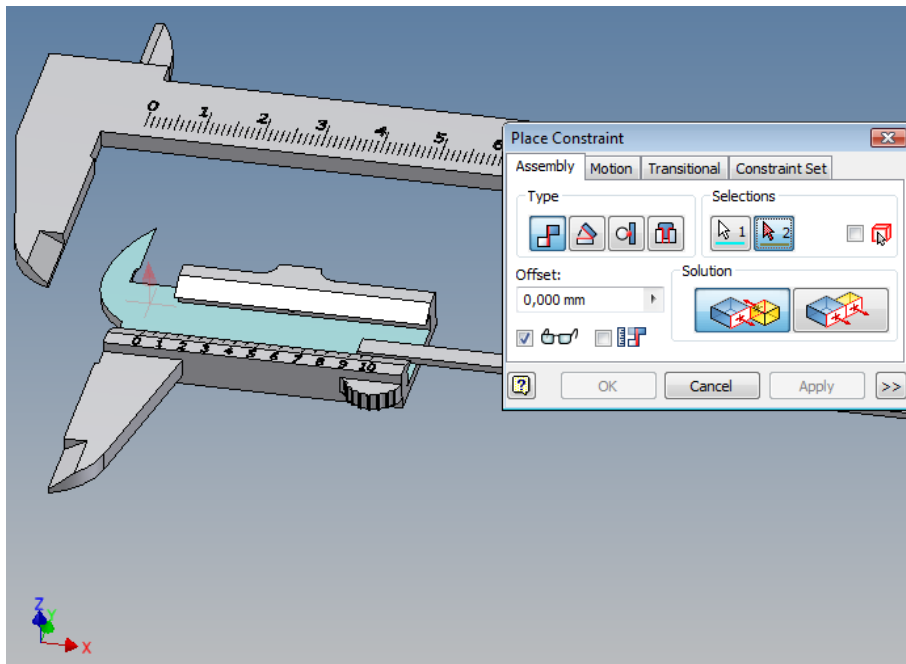 0 1 2 3 4 5 6
Place Constraint
Assembly Motion Transitional Constraint Set
Type Selections
1 2
Offset: Solution
0,000 mm
0 1 2 3 4 5 6 7 8 9 10
? OK Cancel Apply >>
Z
Y
X